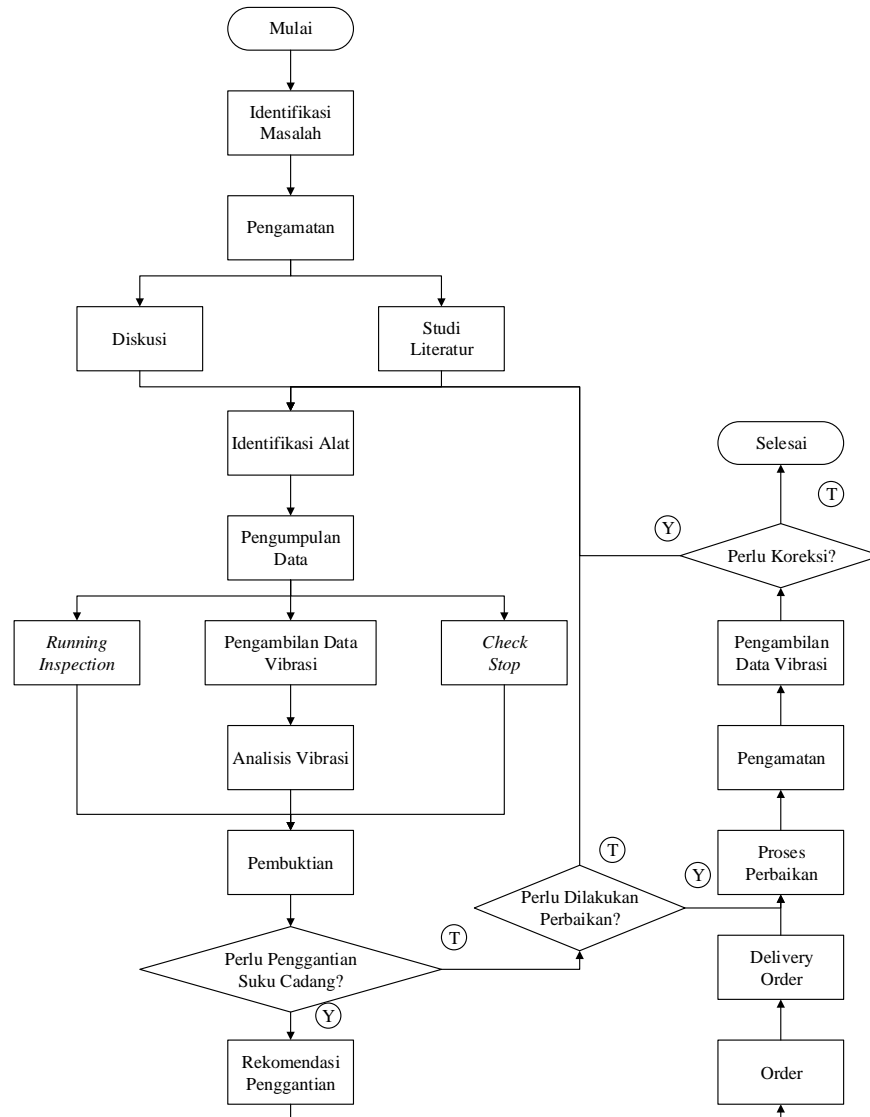 Mulai
Identifikasi
Masalah
Pengamatan
Diskusi
Studi
Literatur
Identifikasi Alat
Pengumpulan
Data
Running
Inspection
Pengambilan Data
Vibrasi
Check
Stop
Analisis Vibrasi
Pembuktian
Perlu Penggantian
Suku Cadang?
T
Y
Rekomendasi
Penggantian
Perlu Dilakukan
Perbaikan?
T
Y
Order
Delivery
Order
Proses
Perbaikan
Pengamatan
Pengambilan
Data Vibrasi
Perlu Koreksi?
Y
T
Selesai